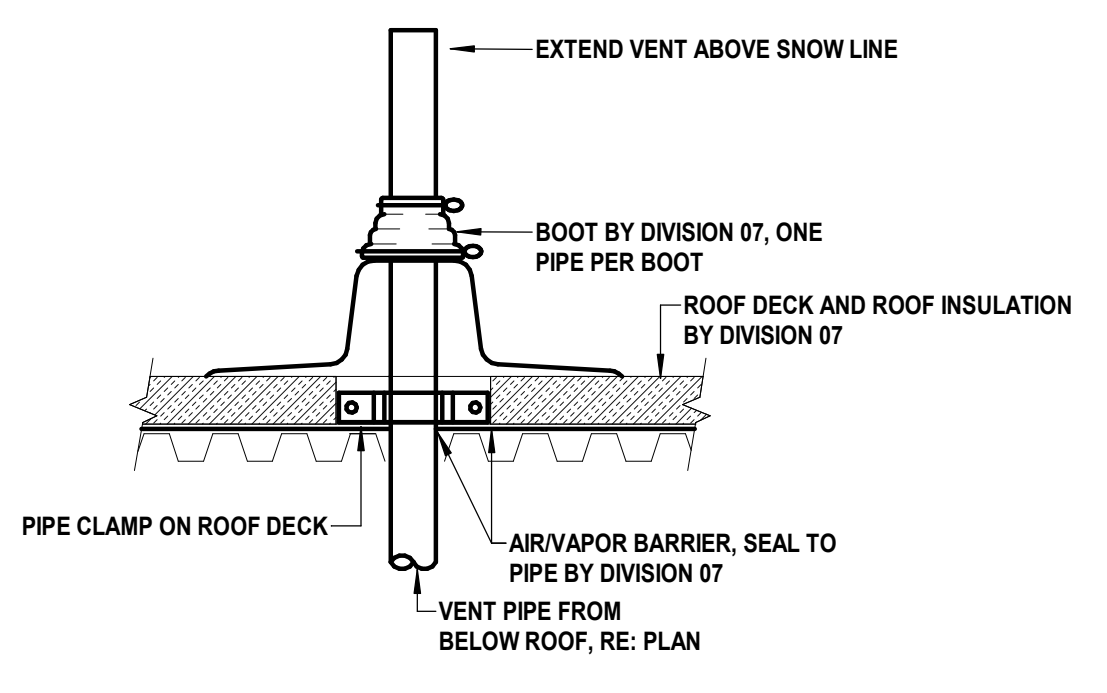 EXTEND VENT ABOVE SNOW LINE
BOOT BY DIVISION 07, ONE
PIPE PER BOOT
ROOF DECK AND ROOF INSULATION
BY DIVISION 07
PIPE CLAMP ON ROOF DECK
AIR/VAPOR BARRIER, SEAL TO
PIPE BY DIVISION 07
VENT PIPE FROM
BELOW ROOF, RE: PLAN